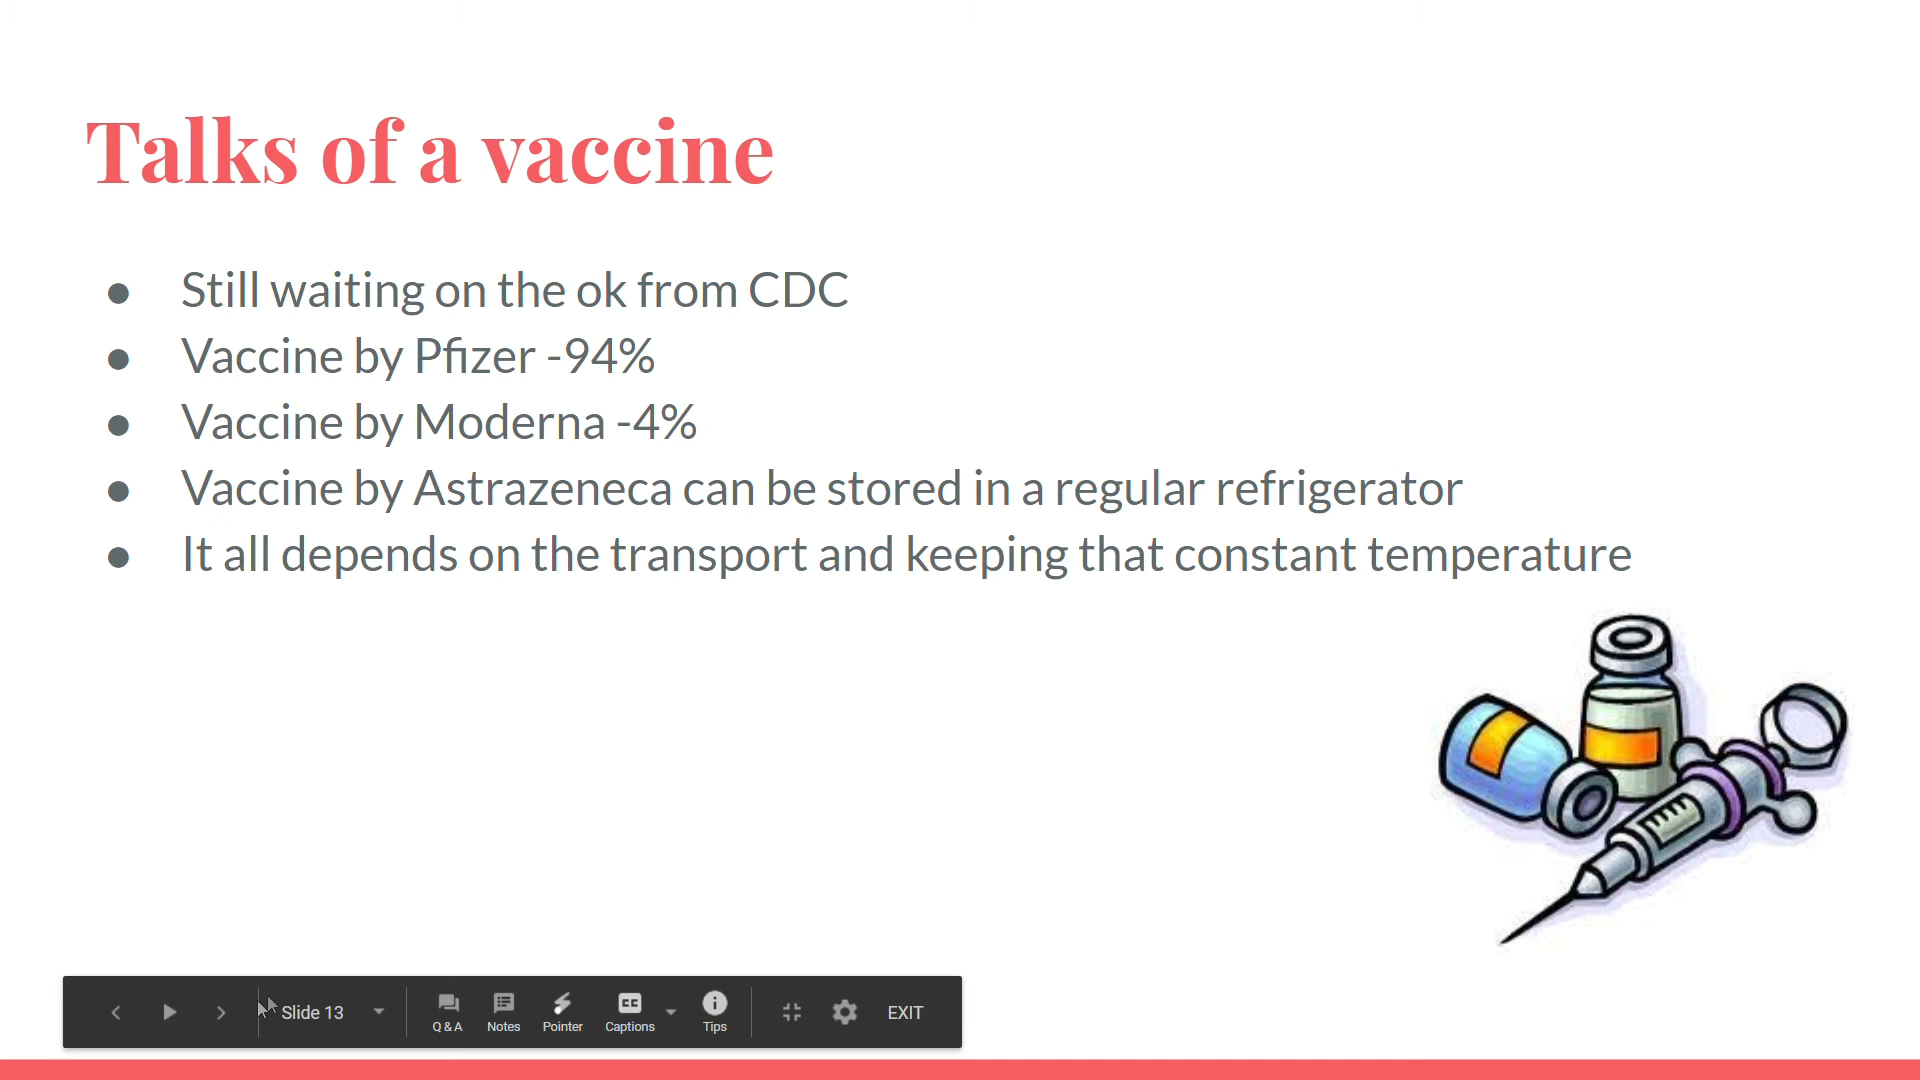 Talks of a vaccine
● Still waiting on the ok from CDC
● Vaccine by Pfizer -94%
● Vaccine by Moderna -4%
● Vaccine by Astrazeneca can be stored in a regular refrigerator
● It all depends on the transport and keeping that constant temperature
Slide 13
Q & A
Notes
Pointer
CC
Captions
Tips
EXIT